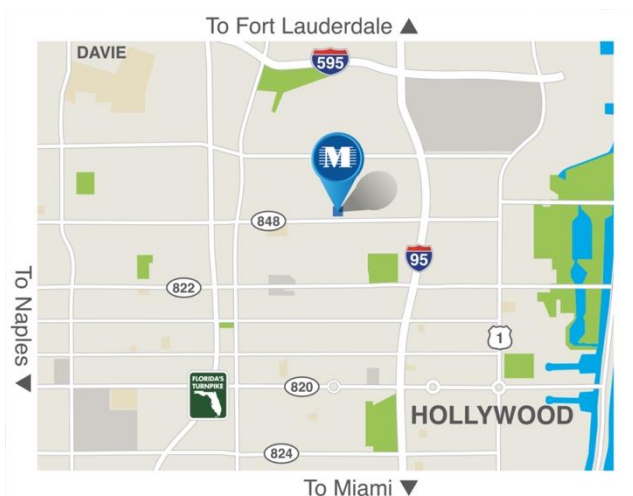 To Fort Lauderdale ▲
DAVIE
595
M
848
95
To Naples ▼
822
1
FLORIDA'S
TURNPIKE
820
HOLLYWOOD
824
To Miami ▼